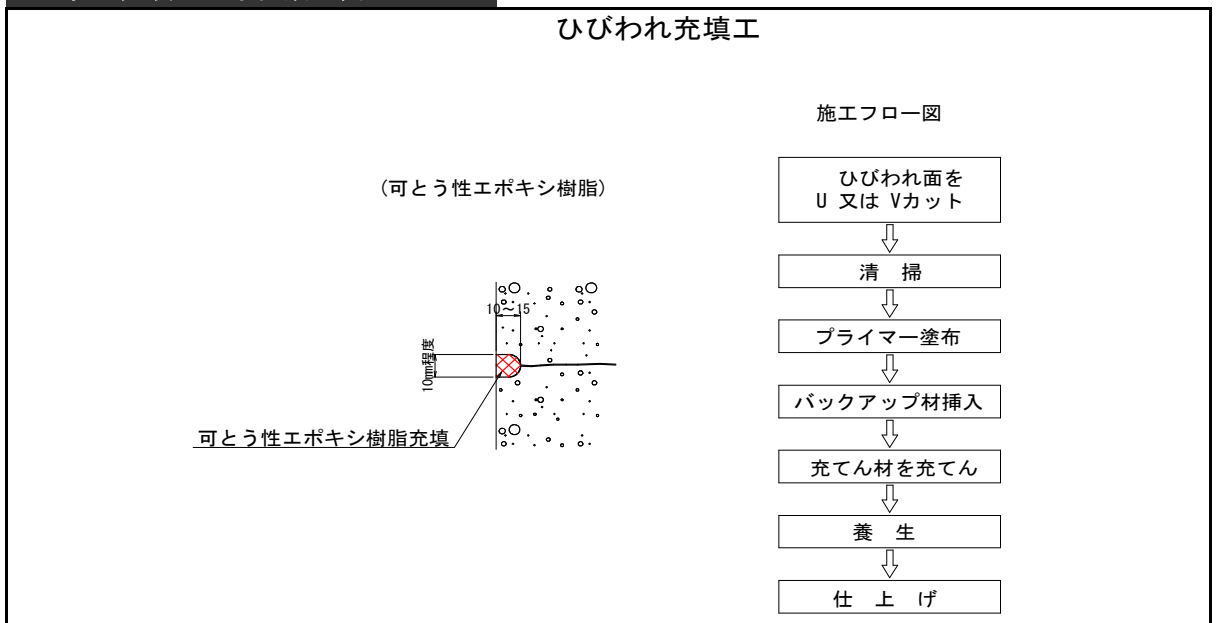 ひびわれ充填工
(可とう性エポキシ樹脂)
10～15
10㎜程度
可とう性エポキシ樹脂充填
施工フロー図
ひびわれ面を
U 又は Vカット
清 掃
プライマー塗布
バックアップ材挿入
充てん材を充てん
養 生
仕 上 げ